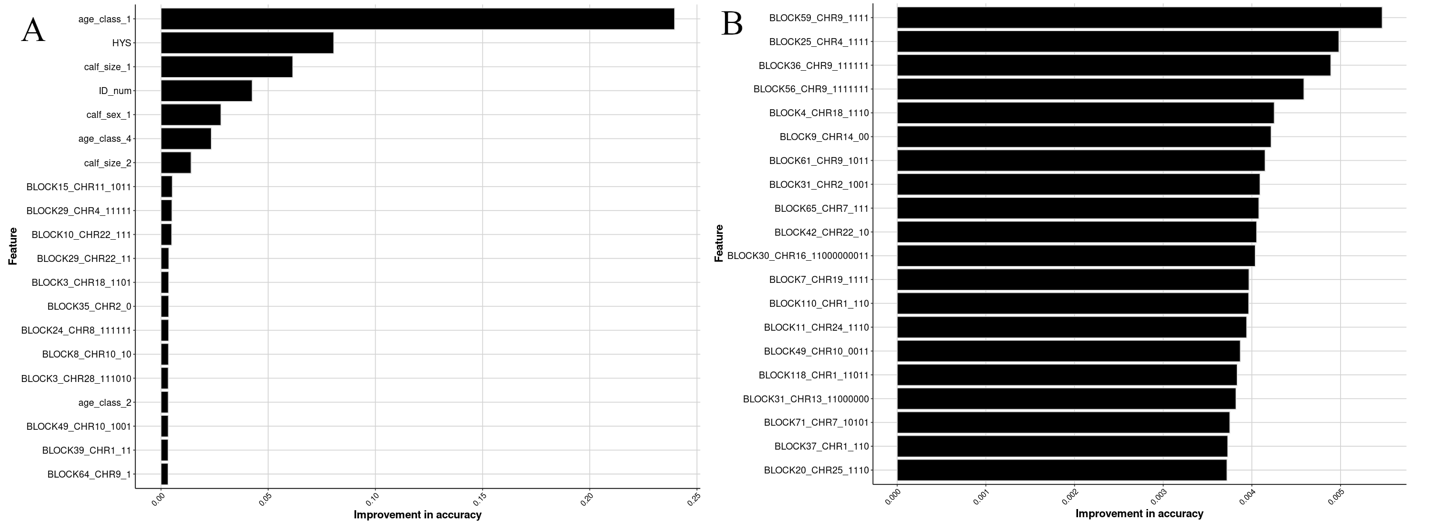 A
Feature
age_class_1
HYS
calf_size_1
ID_num
calf_sex_1
age_class_4
calf_size_2
BLOCK15_CHR11_1011
BLOCK29_CHR4_11111
BLOCK10_CHR22_111
BLOCK29_CHR22_11
BLOCK3_CHR18_1101
BLOCK35_CHR2_0
BLOCK24_CHR8_111111
BLOCK8_CHR10_10
BLOCK3_CHR28_111010
age_class_2
BLOCK49_CHR10_1001
BLOCK39_CHR1_11
BLOCK64_CHR9_1
0.00 0.05 0.10 0.15 0.20 0.25
Improvement in accuracy
B
Feature
BLOCK59_CHR9_1111
BLOCK25_CHR4_1111
BLOCK36_CHR9_111111
BLOCK56_CHR9_1111111
BLOCK4_CHR18_1110
BLOCK9_CHR14_00
BLOCK61_CHR9_1011
BLOCK31_CHR2_1001
BLOCK65_CHR7_111
BLOCK42_CHR22_10
BLOCK30_CHR16_11000000011
BLOCK7_CHR19_1111
BLOCK110_CHR1_110
BLOCK11_CHR24_1110
BLOCK49_CHR10_0011
BLOCK118_CHR1_11011
BLOCK31_CHR13_11000000
BLOCK71_CHR7_10101
BLOCK37_CHR1_110
BLOCK20_CHR25_1110
0.000 0.001 0.002 0.003 0.004 0.005
Improvement in accuracy